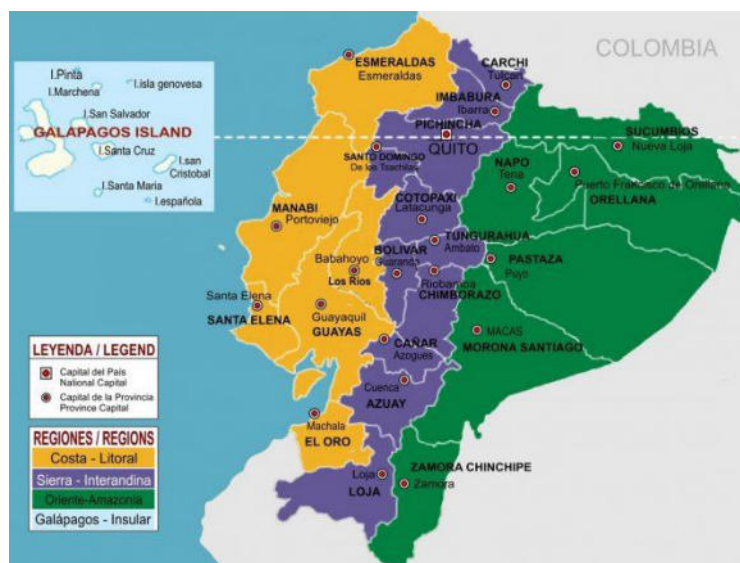 COLOMBIA
I.Pinta
I.Marchena
I.isla genovesa
I.San Salvador
GALAPAGOS ISLAND
I.Santa Cruz
I.san
Cristobal
I.Santa Maria
I.española
ESMERALDAS
Esmeraldas
CARCHI
Tulcan
IMBABURA
Ibarra
PICHINCHA
QUITO
SANTO DOMINGO
De los Tsachilas
SUCUMBIOS
Nueva Loja
NAPO
Tena
Puerto Francisco de Orellana
ORELLANA
COTOPAXI
Latacunga
MANABI
Portoviejo
TUNGURAHUA
Ambato
BOLIVAR
Guaranda
PASTAZA
Puyo
Babahoyo
Los Rios
Riobamba
CHIMBORAZO
Santa Elena
SANTA ELENA
Guayaquil
GUAYAS
CAÑAR
Azogues
MACAS
MORONA SANTIAGO
Cuenca
AZUAY
Machala
EL ORO
Loja
LOJA
ZAMORA CHINCHIPE
Zamora
LEYENDA / LEGEND
Capital del País
National Capital
Capital de la Provincia
Province Capital
REGIONES / REGIONS
Costa - Litoral
Sierra - Interandina
Oriente-Amazonia
Galápagos - Insular